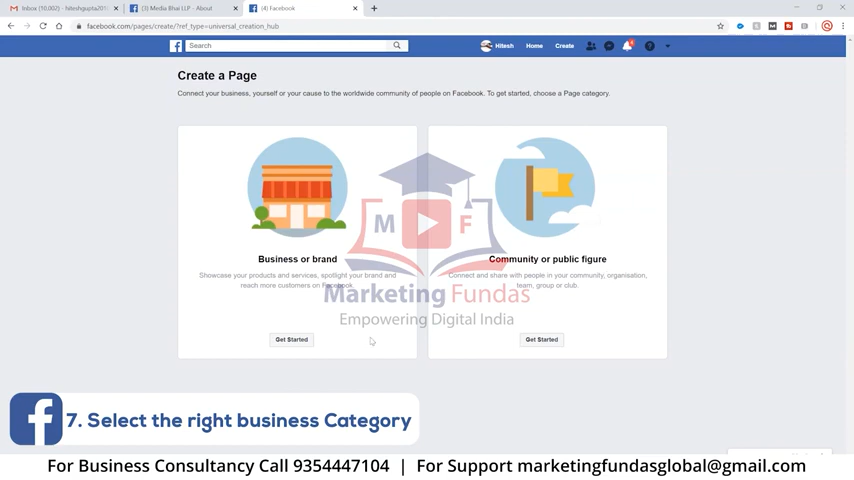 Inbox (10,002) - hiteshgupta201
(3) Media Bhai LLP - About
(4) Facebook
facebook.com/pages/create/?ref_type=universal_creation_hub
Search
Hitesh
Home
Create
Create a Page
Connect your business, yourself or your cause to the worldwide community of people on Facebook. To get started, choose a Page category.
M F
Business or brand
Showcase your products and services, spotlight your brand and
reach more customers on Facebook.
Get Started
Community or public figure
Connect and share with people in your community, organisation,
team, group or club.
Get Started
Marketing Fundas
Empowering Digital India
7. Select the right business Category
For Business Consultancy Call 9354447104 | For Support marketingfundasglobal@gmail.com